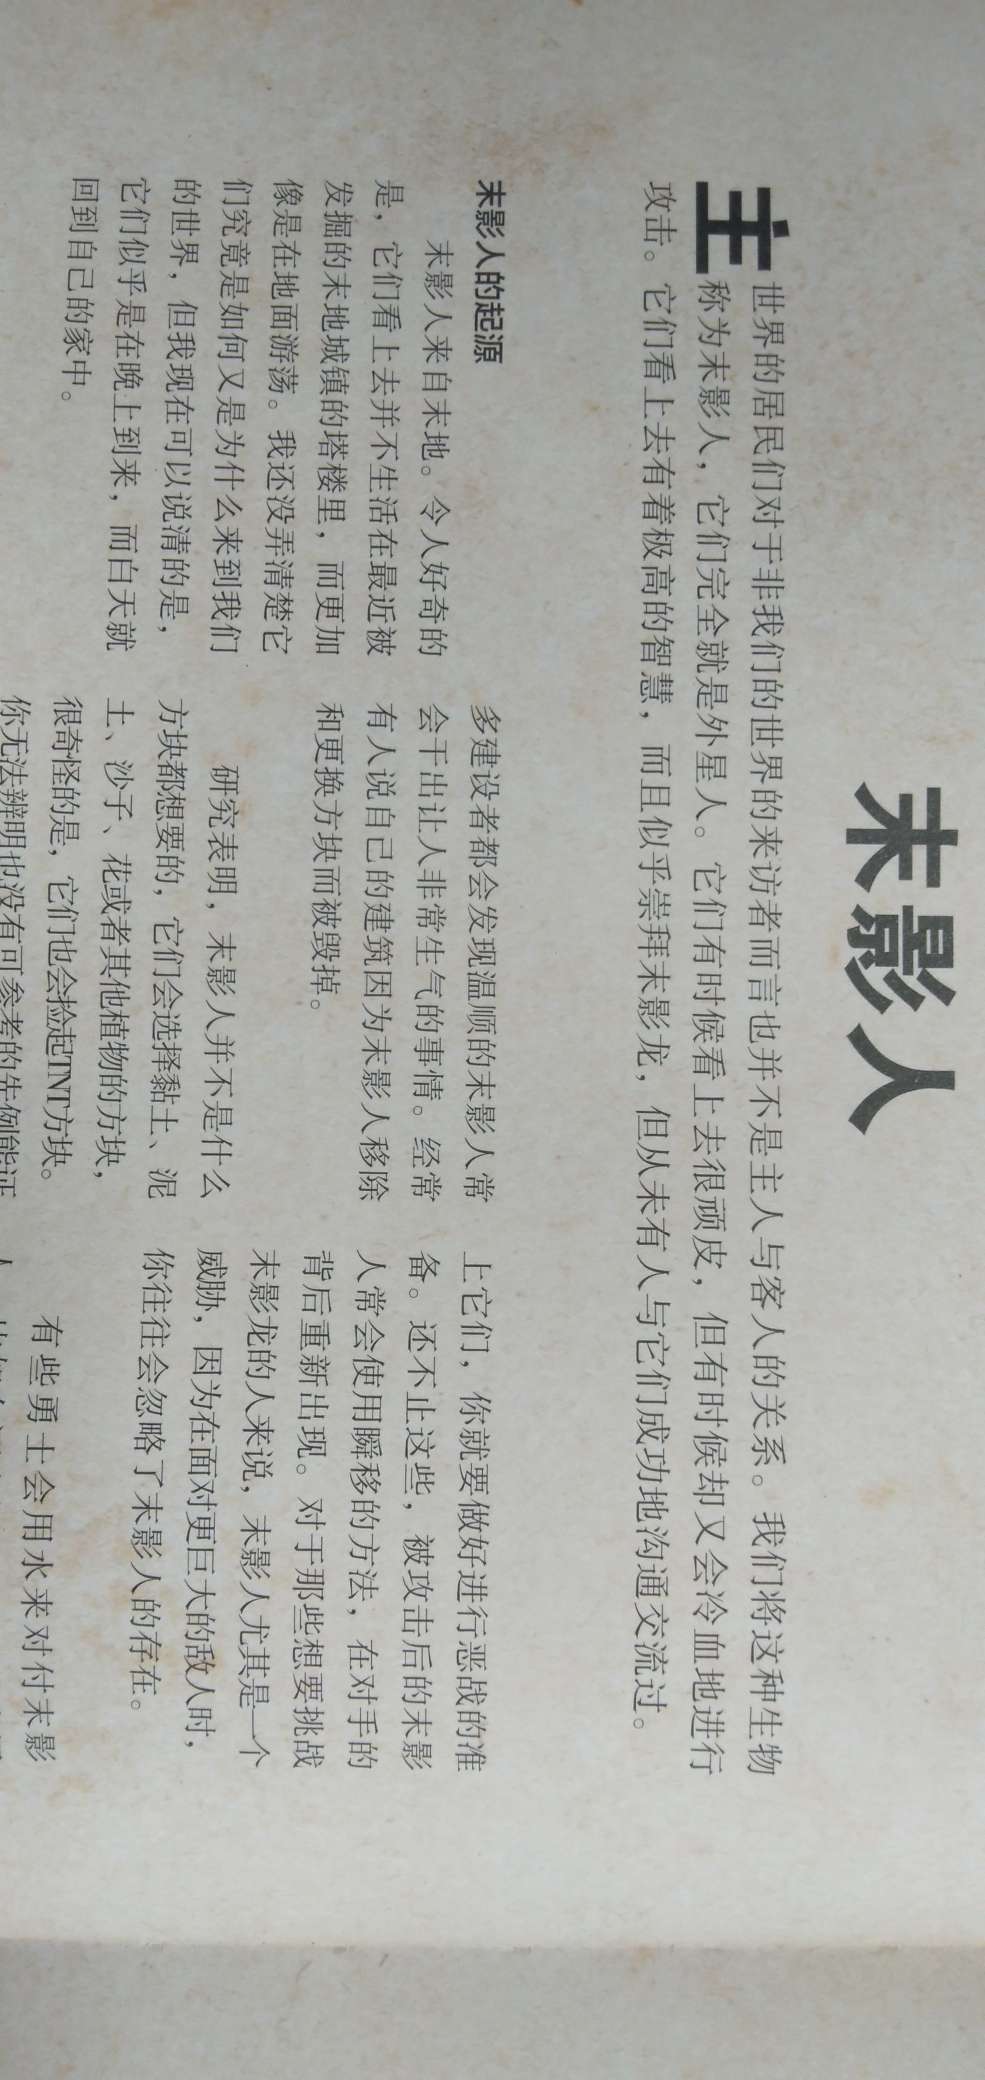 末影人
主世界的居民们对于非我们的世界的来访者而言也并不是主人与客人的关系。我们将这种生物
称为末影人，它们完全就是外星人。它们有时候看上去很顽皮，但有时候却又会冷血地进行
攻击。它们看上去有着极高的智慧，而且似乎崇拜末影龙，但从未有人与它们成功地沟通交流过。
末影人的起源
末影人来自末地。令人好奇的
是，它们看上去并不生活在最近被
发掘的末地城镇的塔楼里，而更加
像是在地面游荡。我还没弄清楚它
们究竟是如何又是为什么来到我们
的世界，但我现在可以说清的是，
它们似乎是在晚上到来，而白天就
回到自己的家中。
多建设者都会发现温顺的末影人常
会干出让人非常生气的事情。经常
有人说自己的建筑因为末影人移除
和更换方块而被毁掉。
研究表明，末影人并不是什么
方块都想要的，它们会选择黏土、泥
土、沙子、花或者其他植物的方块，
很奇怪的是，它们也会捡起TNT方块。
你无法辨明也没有可参考的先例能证
上它们，你就要做好进行恶战的准
备。还不止这些，被攻击后的末影
人常会使用瞬移的方法，在对手的
背后重新出现。对于那些想要挑战
末影龙的人来说，末影人尤其是一个
威胁，因为在面对更巨大的敌人时，
你往往会忽略了末影人的存在。
有些勇士会用水来对付末影